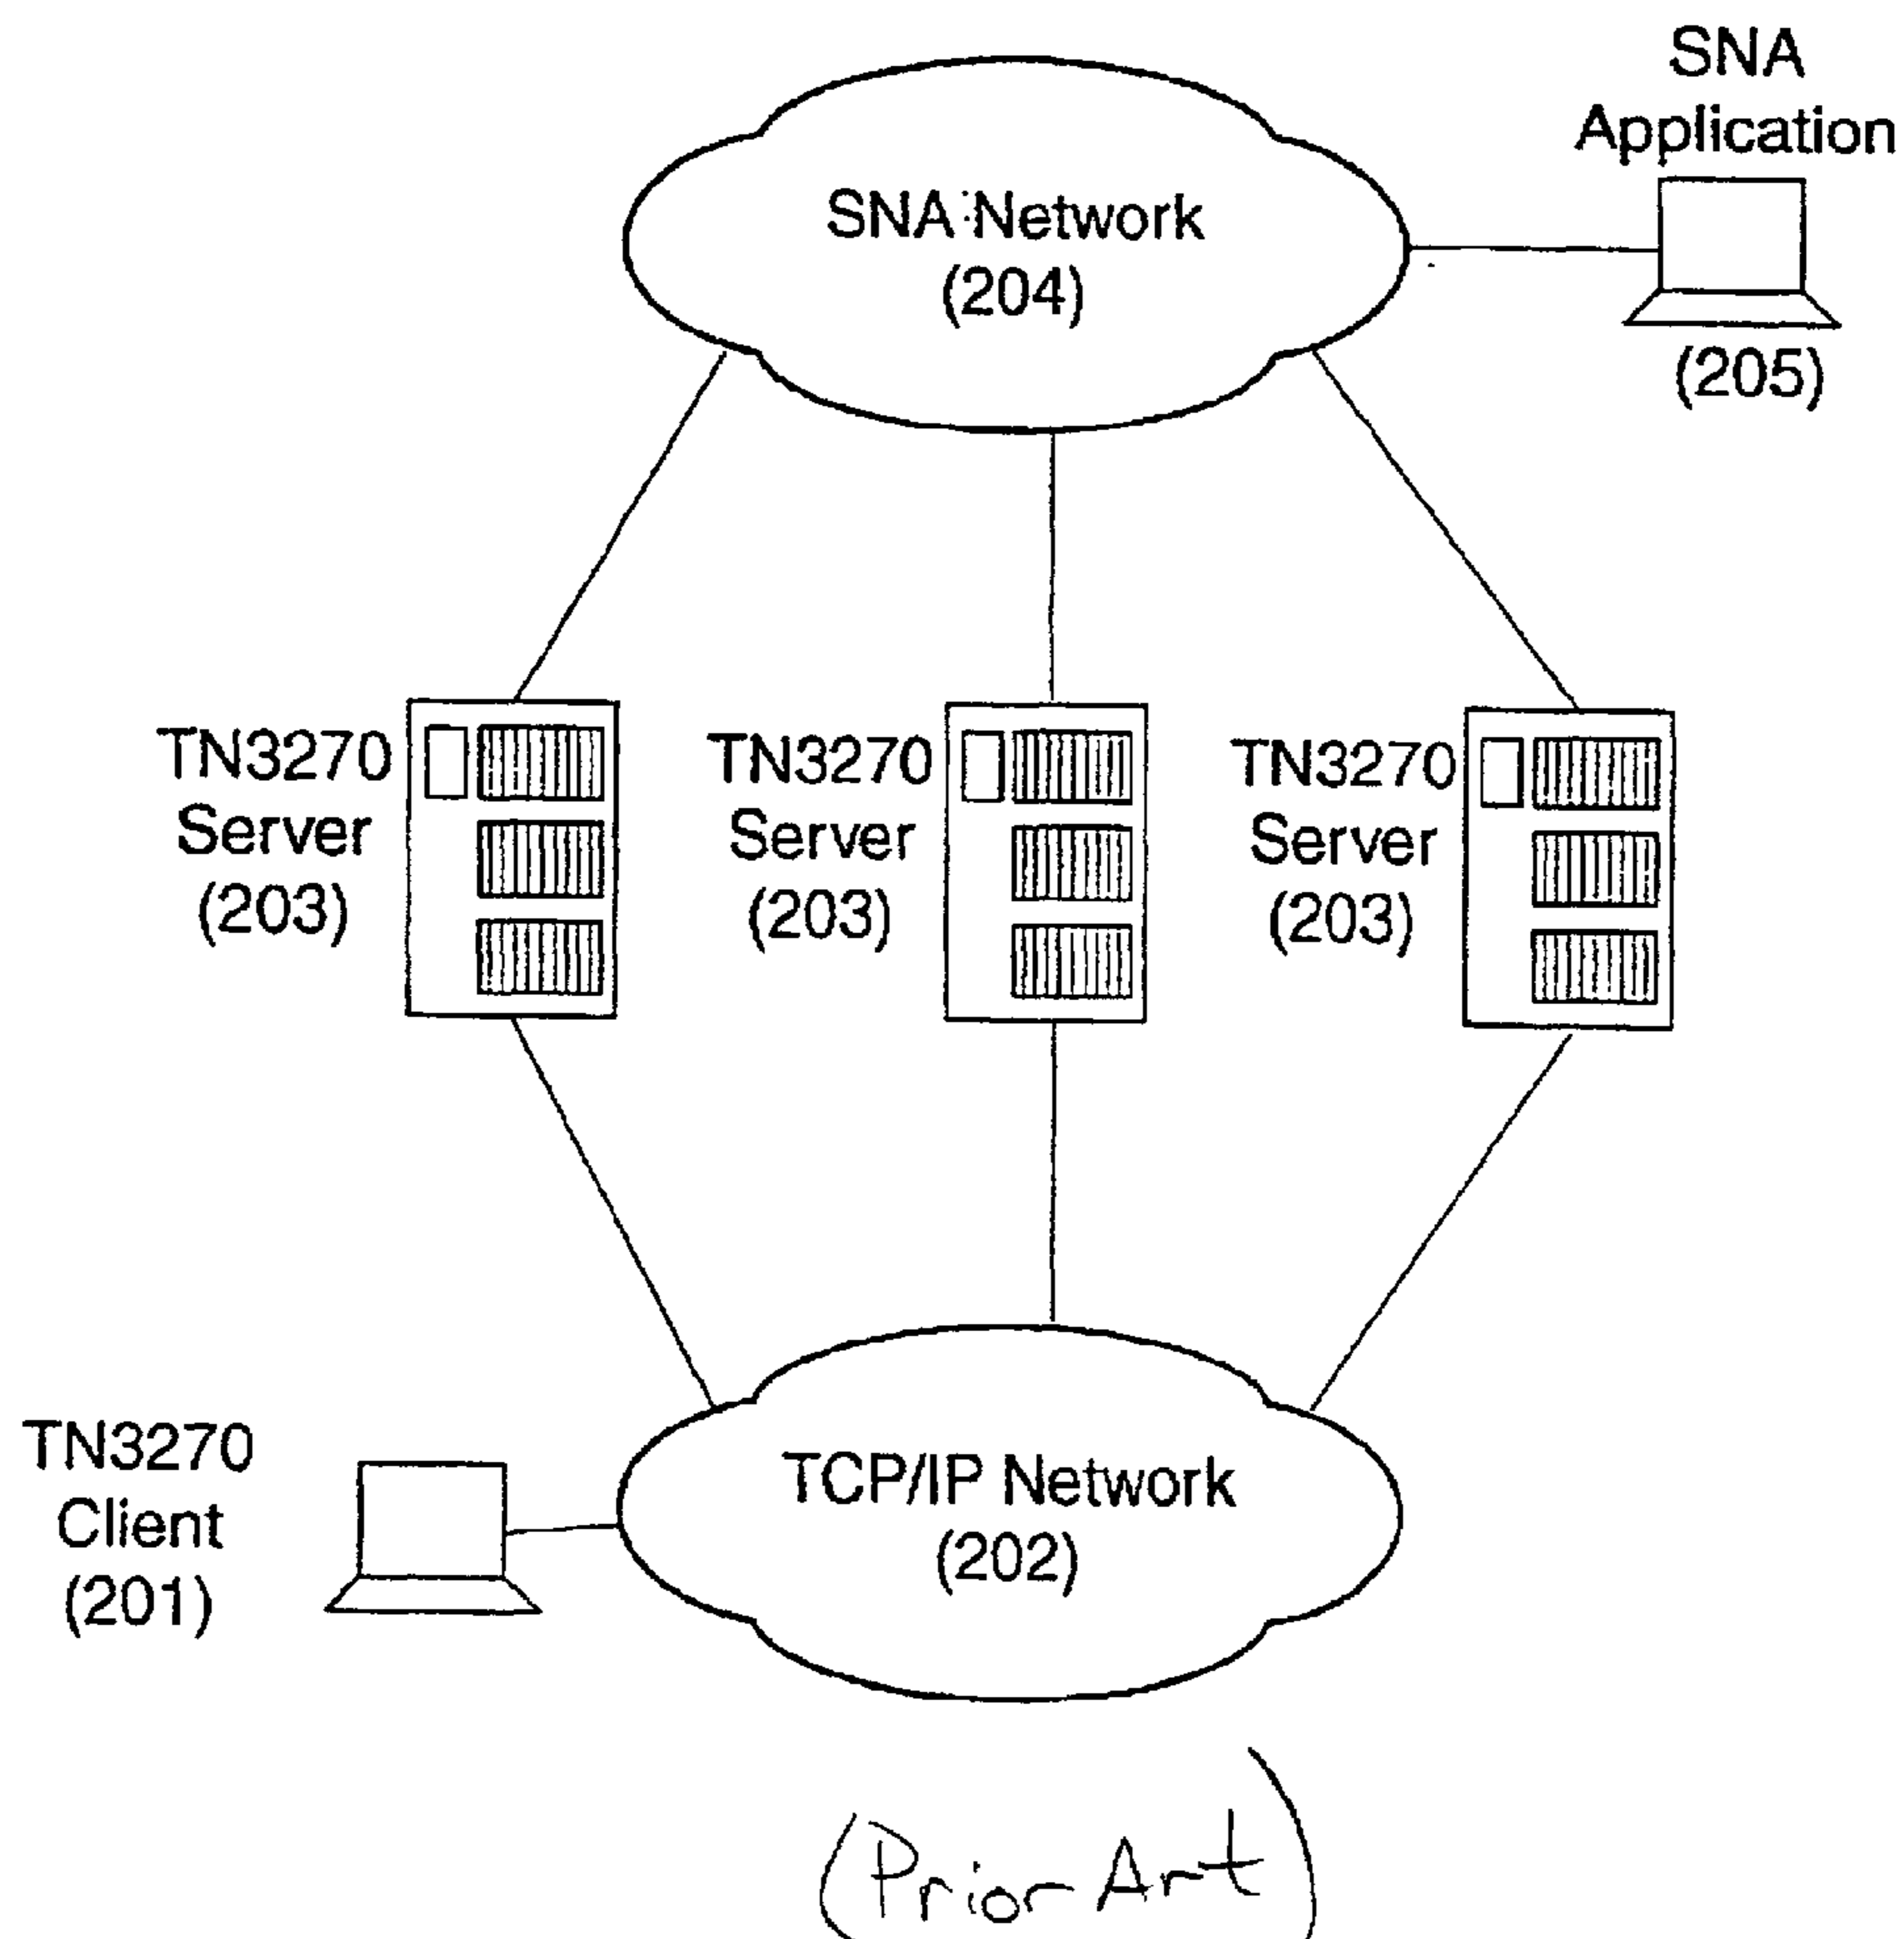 SNA
Application
SNA Network
(204)
(205)
TN3270
Server
(203)
TN3270
Server
(203)
TN3270
Server
(203)
TN3270
Client
(201)
TCP/IP Network
(202)
(Prior Art)